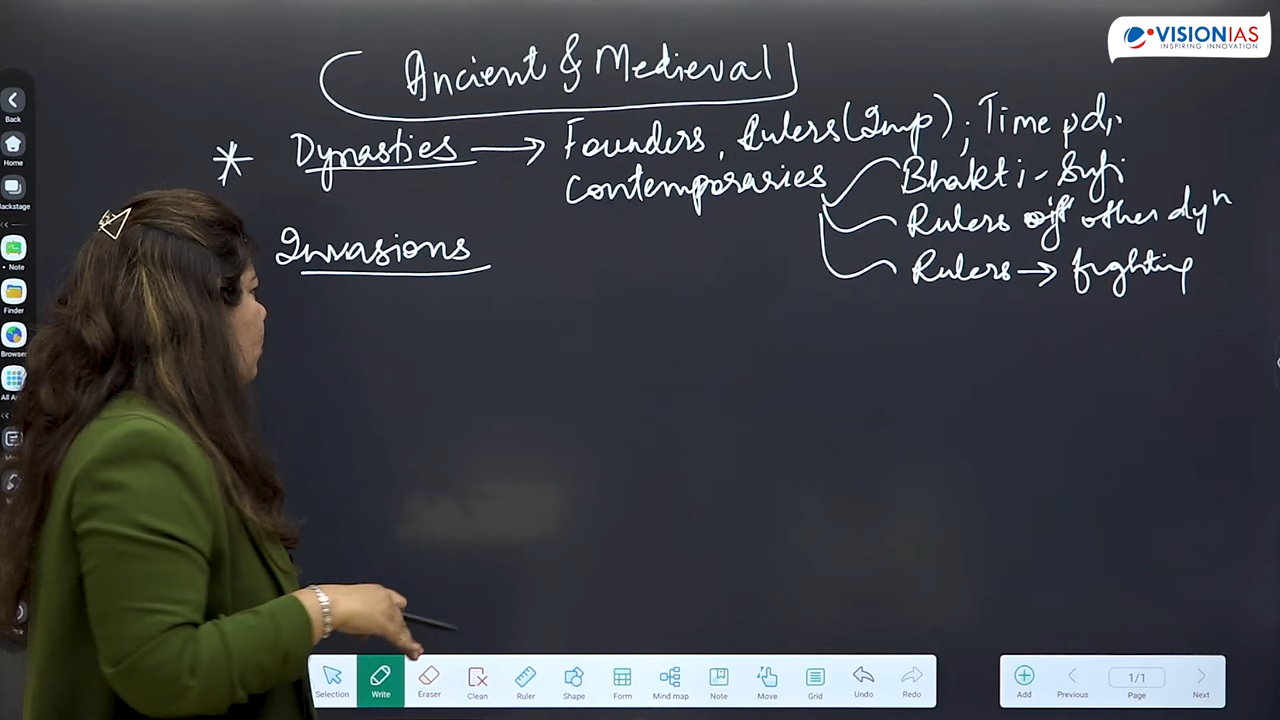 VISIONIAS
INSPIRING INNOVATION
Ancient & Medieval
* Dynasties → Founders, Rulers (Imp); Time pd,
contemporaries
Bhakti - Sufi
Rulers of other dyn
Rulers → fighting
Invasions
Back
Home
Backstage
Note
Finder
Browser
All A
Selection
Write
Eraser
Clean
Ruler
Shape
Form
Mind map
Note
Move
Grid
Undo
Redo
Add
Previous
1/1
Page
Next